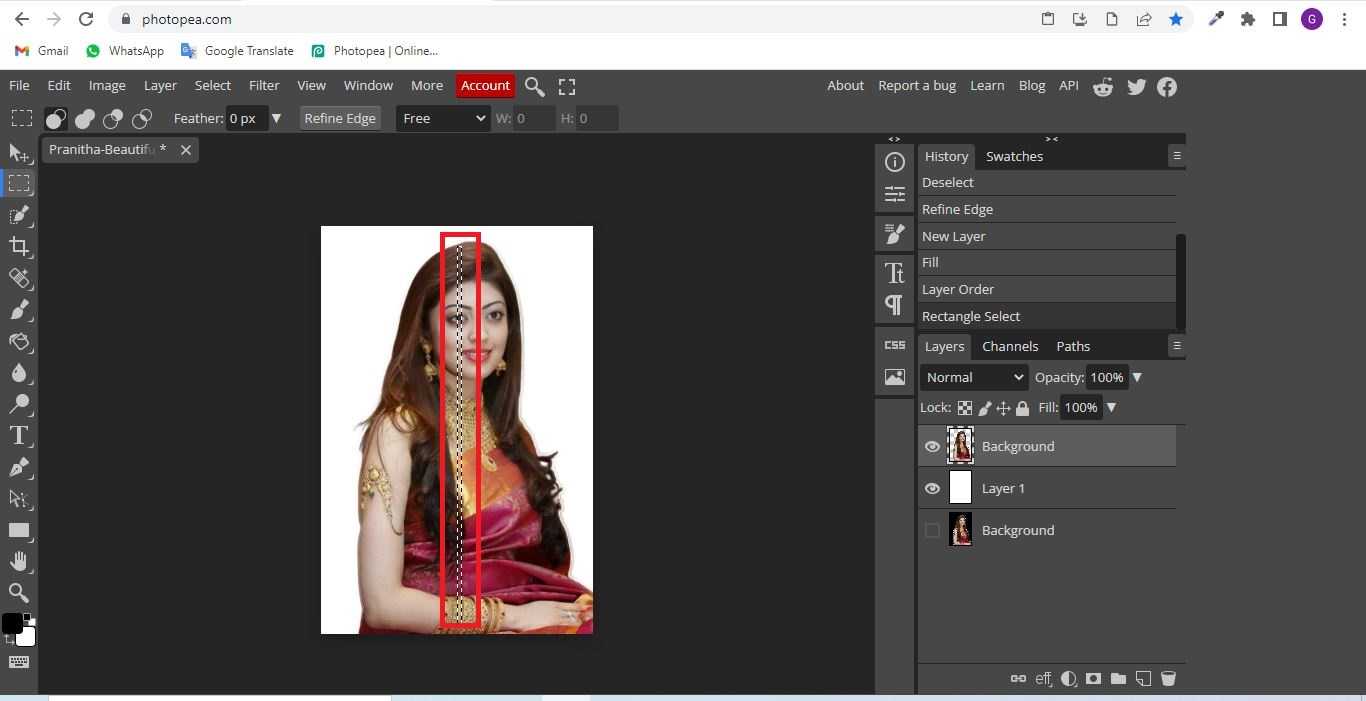 photopea.com
G
Gmail WhatsApp Google Translate Photopea | Online...
File Edit Image Layer Select Filter View Window More Account About Report a bug Learn Blog API
Feather: 0 px ▼ Refine Edge Free W: 0 H: 0
Pranitha-Beautifu * ×
< > > <
History Swatches
Deselect
Refine Edge
New Layer
Fill
Layer Order
Rectangle Select
Layers Channels Paths
CSS
Normal Opacity: 100% ▼
Lock: Fill: 100% ▼
Background
Layer 1
Background
eff